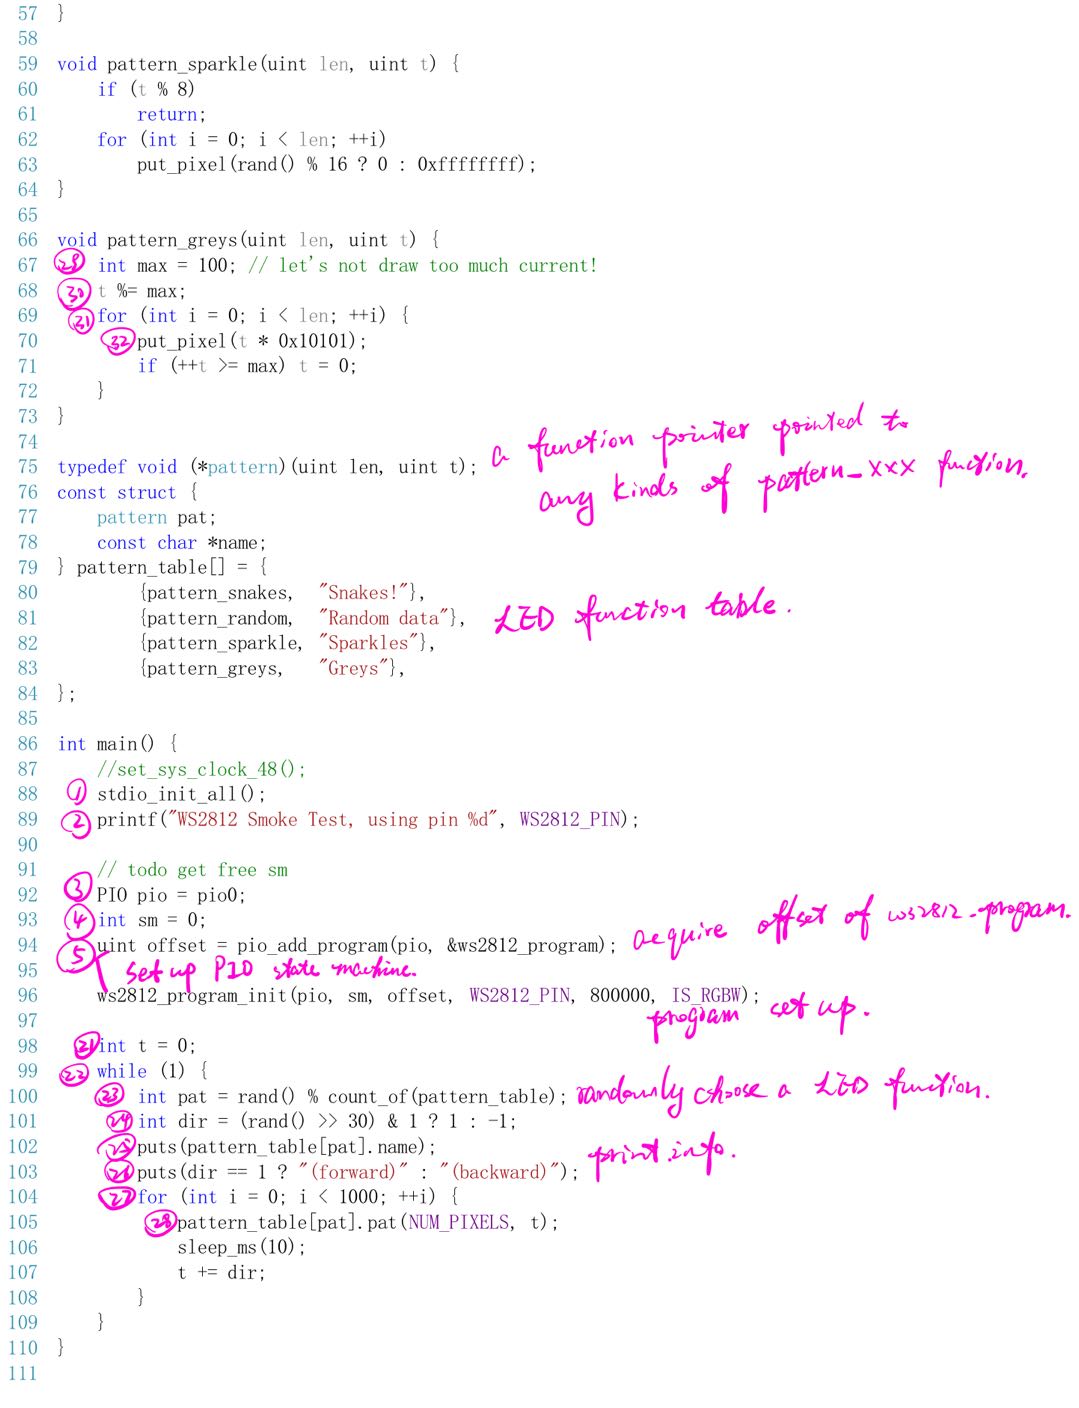 57 }
58
59 void pattern_sparkle(uint len, uint t) {
60     if (t % 8)
61         return;
62     for (int i = 0; i < len; ++i)
63         put_pixel(rand() % 16 ? 0 : 0xffffffff);
64 }
65
66 void pattern_greys(uint len, uint t) {
67 29 int max = 100; // let's not draw too much current!
68 30 t %= max;
69 31 for (int i = 0; i < len; ++i) {
70 32 put_pixel(t * 0x10101);
71         if (++t >= max) t = 0;
72     }
73 }
74
a function pointer pointed to
75 typedef void (*pattern)(uint len, uint t);
any kinds of pattern_xxx function.
76 const struct {
77     pattern pat;
78     const char *name;
79 } pattern_table[] = {
80         {pattern_snakes,  "Snakes!"},
81         {pattern_random,  "Random data"}, LED function table.
82         {pattern_sparkle, "Sparkles"},
83         {pattern_greys,   "Greys"},
84 };
85
86 int main() {
87     //set_sys_clock_48();
88 1 stdio_init_all();
89 2 printf("WS2812 Smoke Test, using pin %d", WS2812_PIN);
90
91     // todo get free sm
92 3 PIO pio = pio0;
93 4 int sm = 0;
94 5 uint offset = pio_add_program(pio, &ws2812_program); acquire offset of ws2812-program.
95 set up PIO state machine.
96     ws2812_program_init(pio, sm, offset, WS2812_PIN, 800000, IS_RGBW);
program set up.
97
98 21 int t = 0;
99 22 while (1) {
100 23 int pat = rand() % count_of(pattern_table); randomly choose a LED function.
101 24 int dir = (rand() >> 30) & 1 ? 1 : -1;
102 25 puts(pattern_table[pat].name); print info.
103 26 puts(dir == 1 ? "(forward)" : "(backward)");
104 27 for (int i = 0; i < 1000; ++i) {
105 28 pattern_table[pat].pat(NUM_PIXELS, t);
106             sleep_ms(10);
107             t += dir;
108         }
109     }
110 }
111